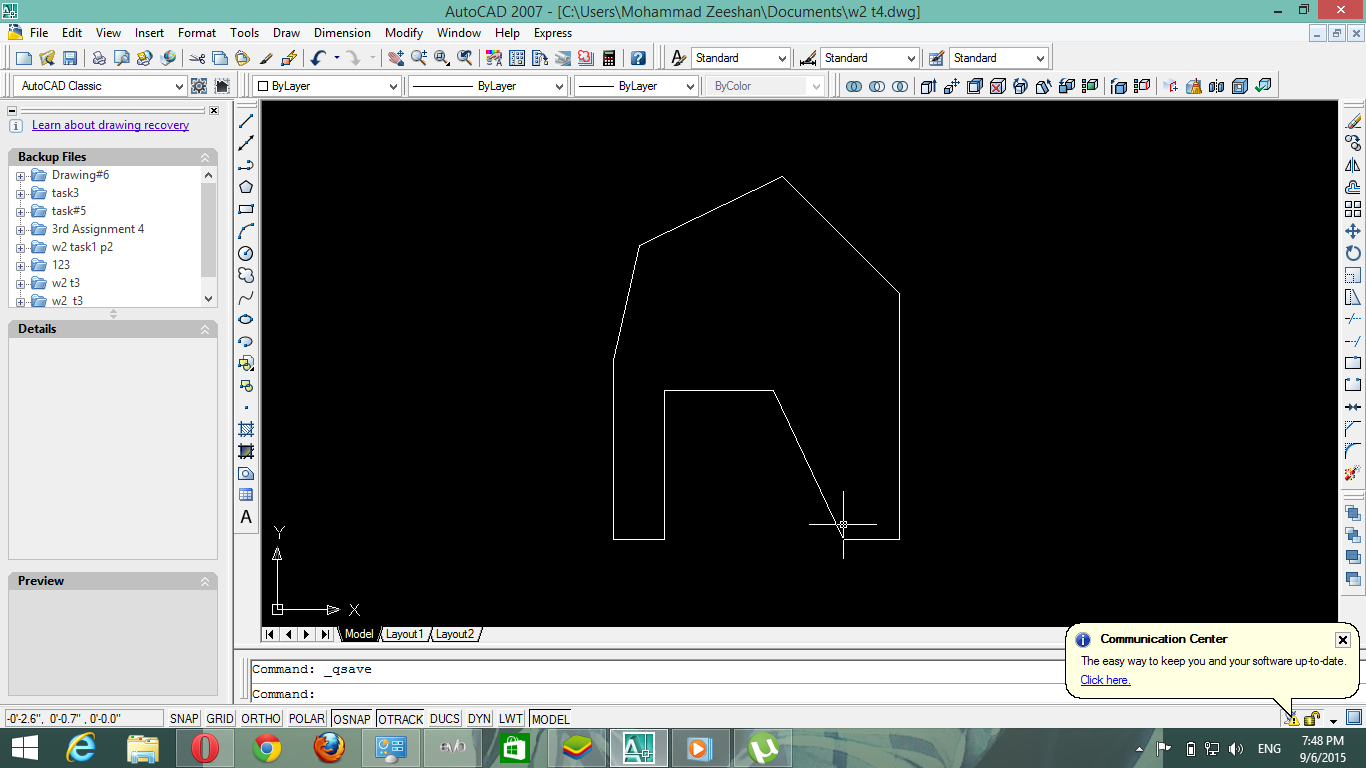 AutoCAD 2007 - [C:\Users\Mohammad Zeeshan\Documents\w2 t4.dwg]
File Edit View Insert Format Tools Draw Dimension Modify Window Help Express
Standard Standard Standard
AutoCAD Classic ByLayer ByLayer ByLayer ByColor
Learn about drawing recovery
Backup Files
Drawing#6
task3
task#5
3rd Assignment 4
w2 task1 p2
123
w2 t3
w2 t3
Details
Preview
A
Y
X
Model Layout1 Layout2
Command: _qsave
Command:
Communication Center
The easy way to keep you and your software up-to-date.
Click here.
-0'-2.6", 0'-0.7" , 0'-0.0" SNAP GRID ORTHO POLAR OSNAP OTRACK DUCS DYN LWT MODEL
evo ENG 7:48 PM
9/6/2015